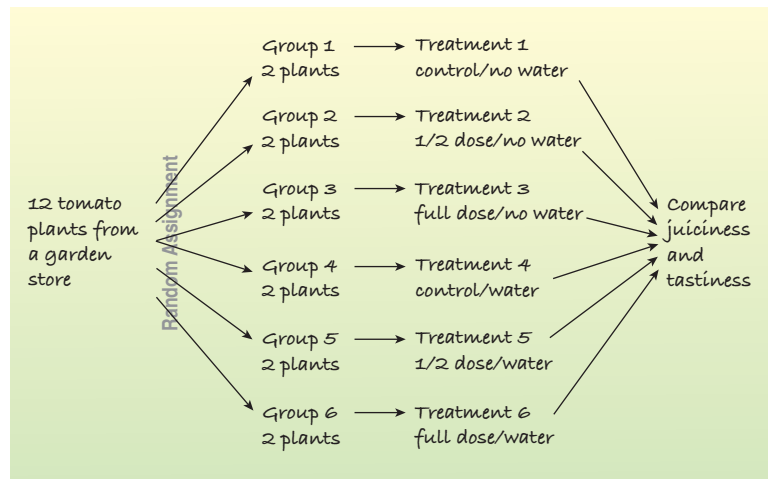 12 tomato
plants from
a garden
store
Random Assignment
Group 1
2 plants
Treatment 1
control/no water
Group 2
2 plants
Treatment 2
1/2 dose/no water
Group 3
2 plants
Treatment 3
full dose/no water
Group 4
2 plants
Treatment 4
control/water
Group 5
2 plants
Treatment 5
1/2 dose/water
Group 6
2 plants
Treatment 6
full dose/water
Compare
juiciness
and
tastiness